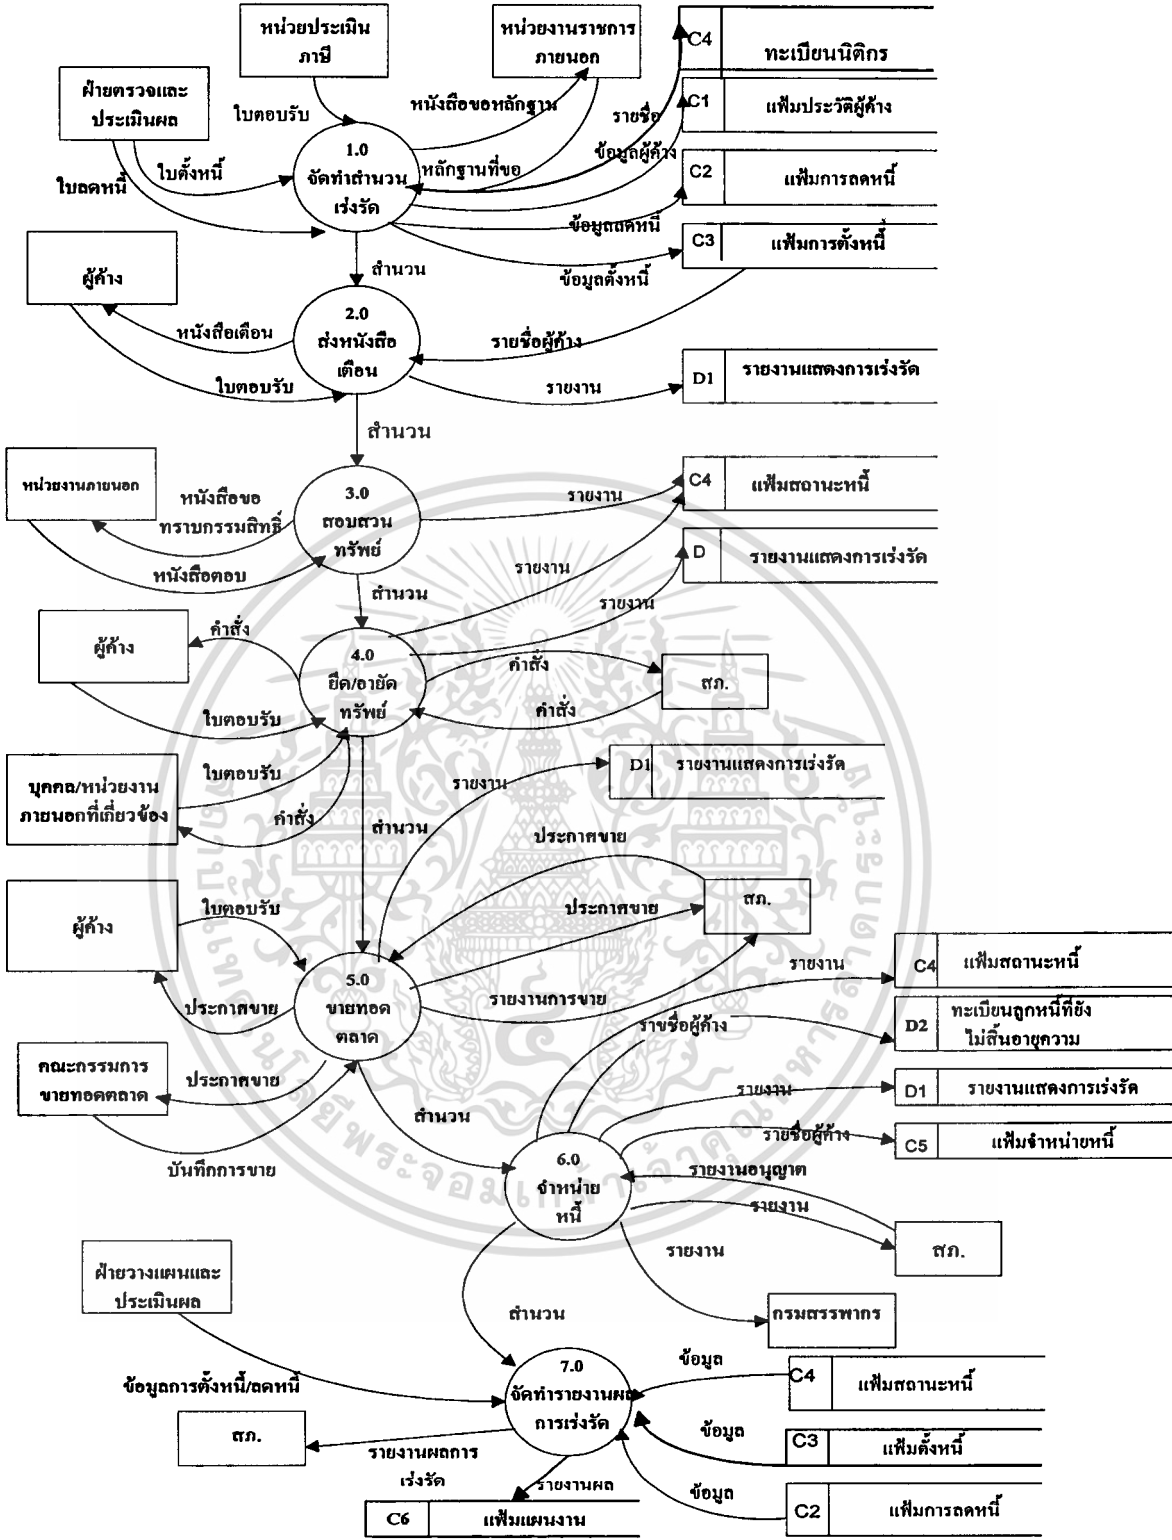 หน่วยประเมิน
ภาษี
หน่วยงานราชการ
ภายนอก
C4
ทะเบียนนิติกร
ฝ่ายตรวจและ
ประเมินผล
ใบตอบรับ
หนังสือขอหลักฐาน
รายชื่อ
C1
แฟ้มประวัติผู้ค้าง
ใบลดหนี้
ใบตั้งหนี้
1.0
จัดทำสำนวน
เร่งรัด
หลักฐานที่ขอ
ข้อมูลผู้ค้าง
C2
แฟ้มการลดหนี้
ข้อมูลลดหนี้
C3
แฟ้มการตั้งหนี้
ข้อมูลตั้งหนี้
สำนวน
ผู้ค้าง
หนังสือเตือน
2.0
ส่งหนังสือ
เตือน
รายชื่อผู้ค้าง
ใบตอบรับ
รายงาน
D1
รายงานแสดงการเร่งรัด
สำนวน
หน่วยงานภายนอก
หนังสือขอ
ทราบกรรมสิทธิ์
3.0
สอบสวน
ทรัพย์
รายงาน
C4
แฟ้มสถานะหนี้
หนังสือตอบ
รายงาน
D
รายงานแสดงการเร่งรัด
สำนวน
รายงาน
ผู้ค้าง
คำสั่ง
4.0
ยึด/อายัด
ทรัพย์
คำสั่ง
สภ.
ใบตอบรับ
คำสั่ง
บุคคล/หน่วยงาน
ภายนอกที่เกี่ยวข้อง
ใบตอบรับ
คำสั่ง
สำนวน
รายงาน
D1
รายงานแสดงการเร่งรัด
ประกาศขาย
ผู้ค้าง
ใบตอบรับ
ประกาศขาย
5.0
ขายทอด
ตลาด
ประกาศขาย
สภ.
รายงานการขาย
คณะกรรมการ
ขายทอดตลาด
ประกาศขาย
บันทึกการขาย
สำนวน
รายงาน
C4
แฟ้มสถานะหนี้
รายชื่อผู้ค้าง
D2
ทะเบียนลูกหนี้ที่ยัง
ไม่สิ้นอายุความ
รายงาน
D1
รายงานแสดงการเร่งรัด
รายชื่อผู้ค้าง
C5
แฟ้มจำหน่ายหนี้
6.0
จำหน่าย
หนี้
รายงานอนุญาต
รายงาน
สภ.
รายงาน
กรมสรรพากร
ฝ่ายวางแผนและ
ประเมินผล
สำนวน
ข้อมูลการตั้งหนี้/ลดหนี้
7.0
จัดทำรายงานผล
การเร่งรัด
ข้อมูล
C4
แฟ้มสถานะหนี้
สภ.
รายงานผลการ
เร่งรัด
ข้อมูล
C3
แฟ้มตั้งหนี้
รายงานผล
ข้อมูล
C2
แฟ้มการลดหนี้
C6
แฟ้มแผนงาน
สถาบันเทคโนโลยีพระจอมเกล้าเจ้าคุณทหารลาดกระบัง